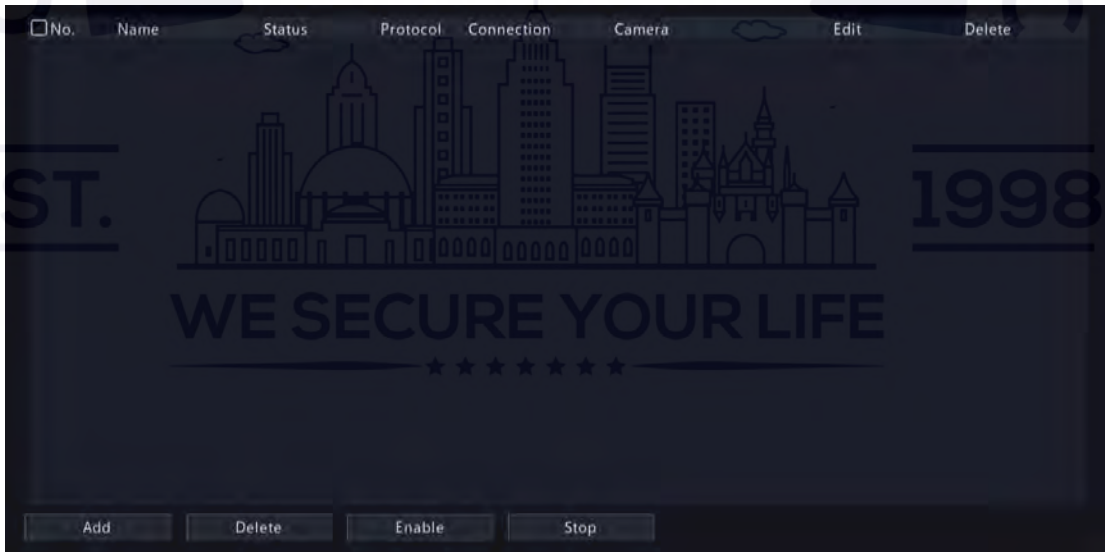 No. Name Status Protocol Connection Camera Edit Delete
ST. 1998
WE SECURE YOUR LIFE
Add Delete Enable Stop